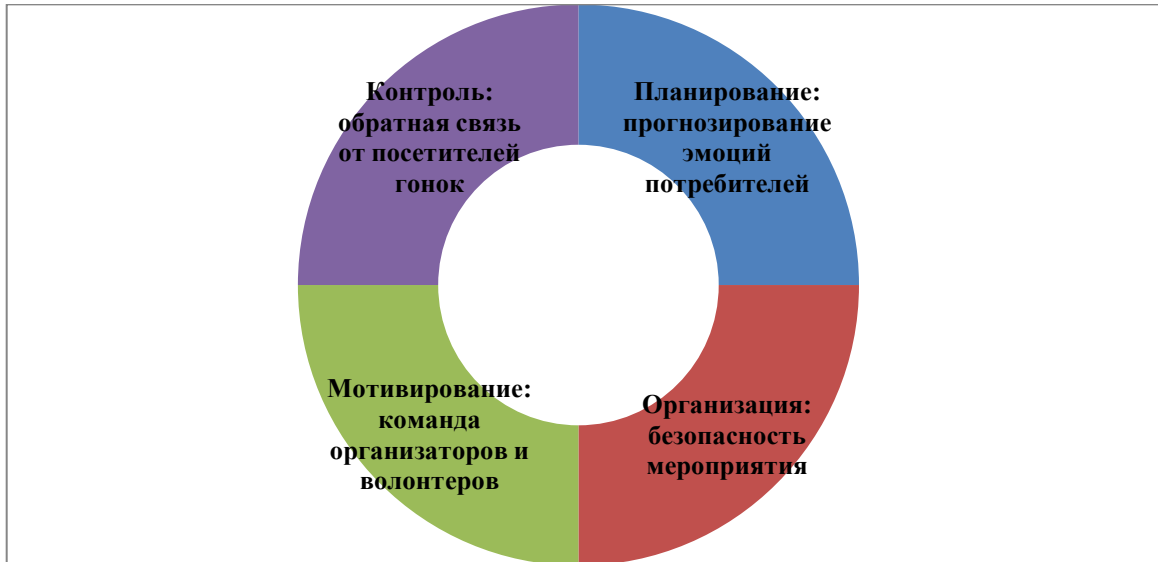 Контроль:
обратная связь
от посетителей
гонок
Планирование:
прогнозирование
эмоций
потребителей
Мотивирование:
команда
организаторов и
волонтеров
Организация:
безопасность
мероприятия